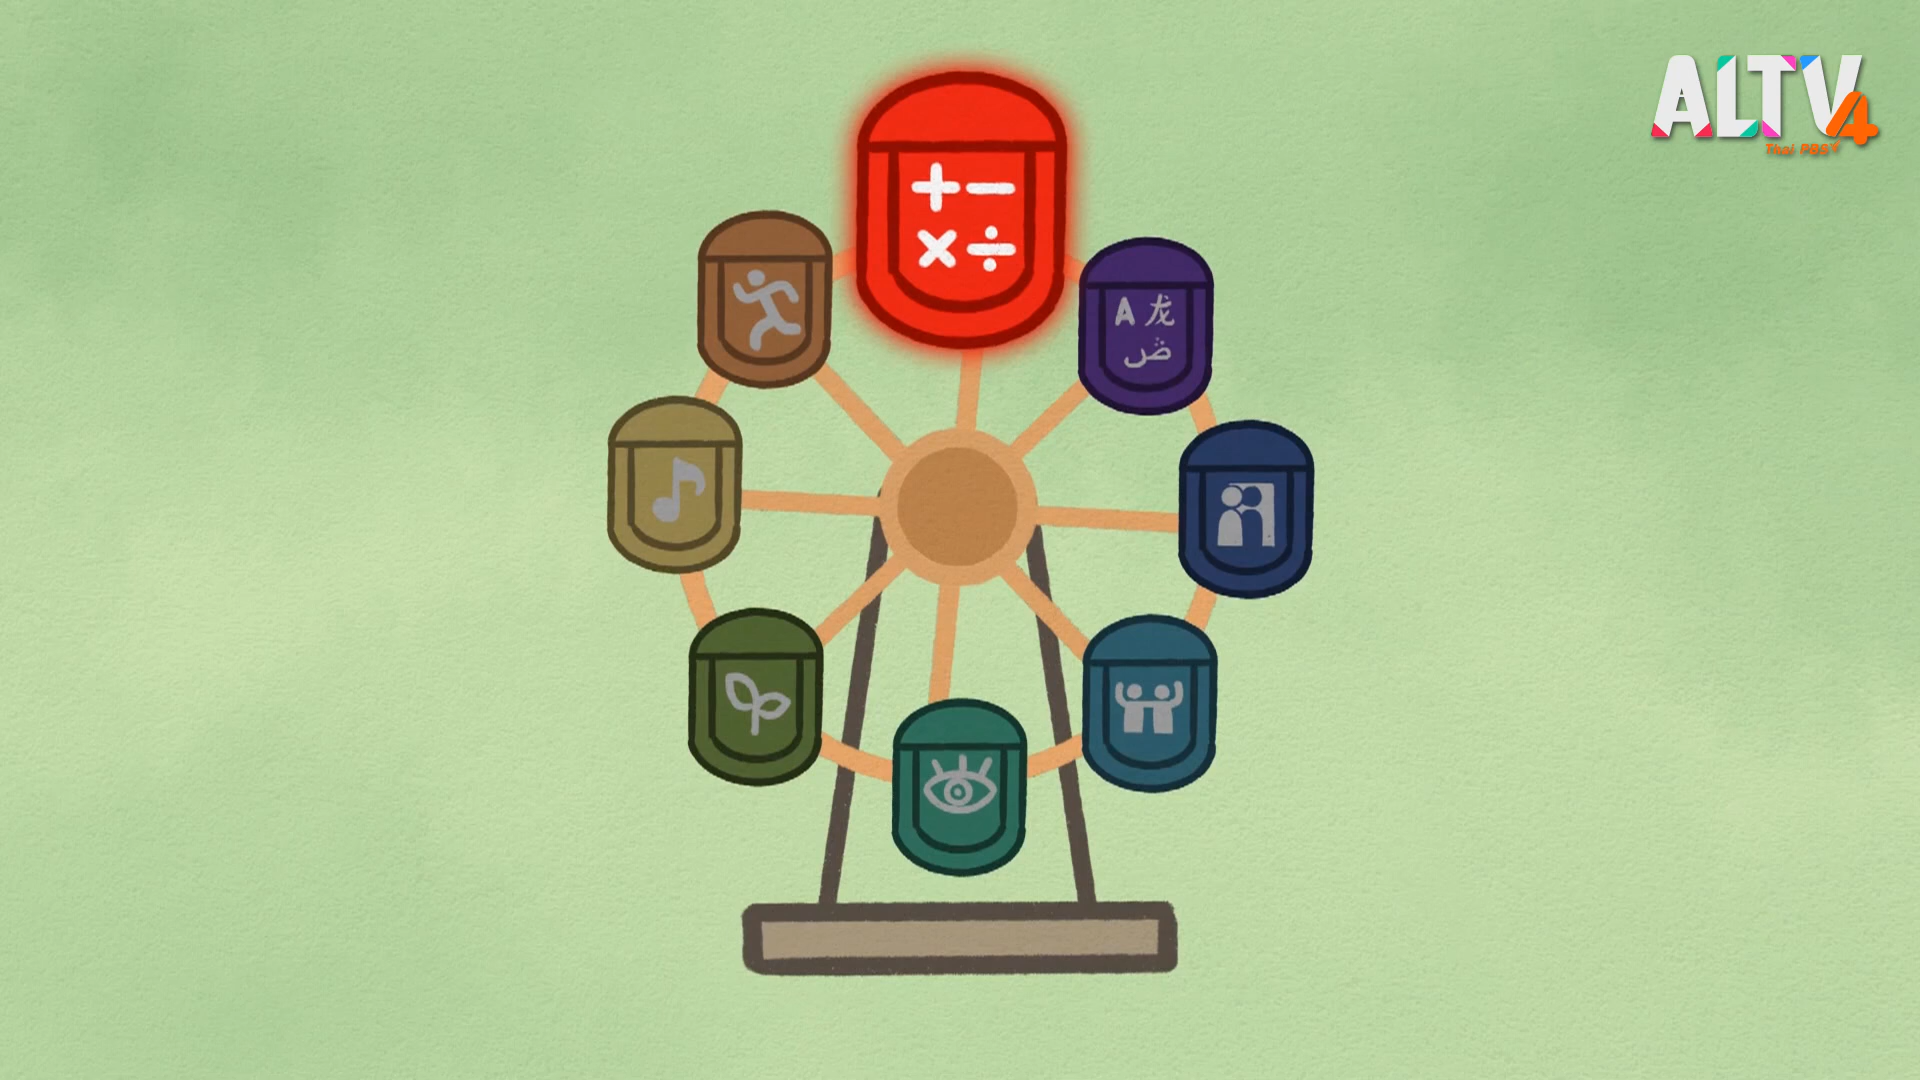 ALTV4
Thai PBS
+ −
× ÷
A 龙
ض